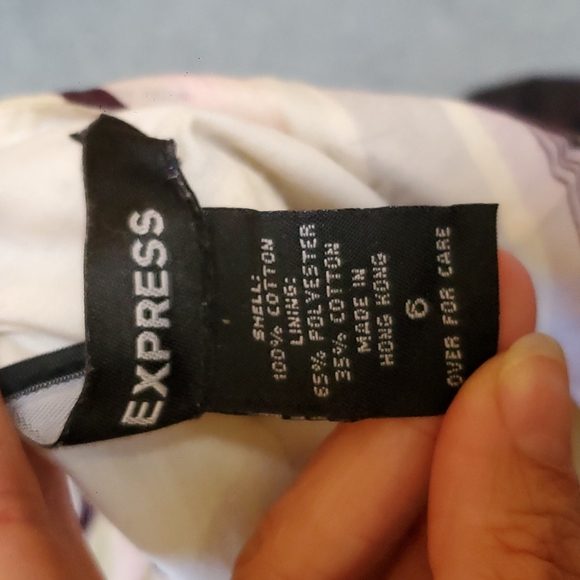 EXPRESS
SHELL:
100% COTTON
LINING:
65% POLYESTER
35% COTTON
MADE IN
HONG KONG
6
OVER FOR CARE